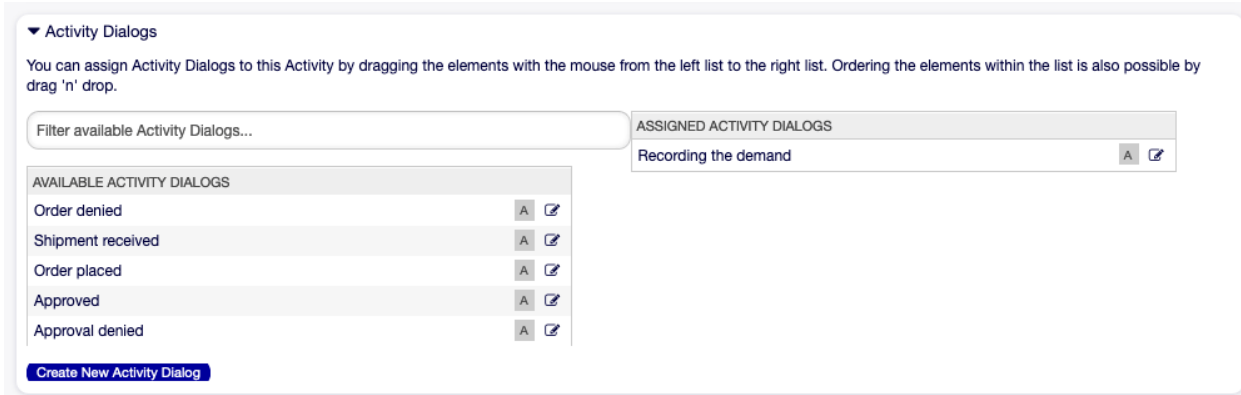 Activity Dialogs
You can assign Activity Dialogs to this Activity by dragging the elements with the mouse from the left list to the right list. Ordering the elements within the list is also possible by
drag 'n' drop.
Filter available Activity Dialogs...
AVAILABLE ACTIVITY DIALOGS
Order denied A
Shipment received A
Order placed A
Approved A
Approval denied A
Create New Activity Dialog
ASSIGNED ACTIVITY DIALOGS
Recording the demand A